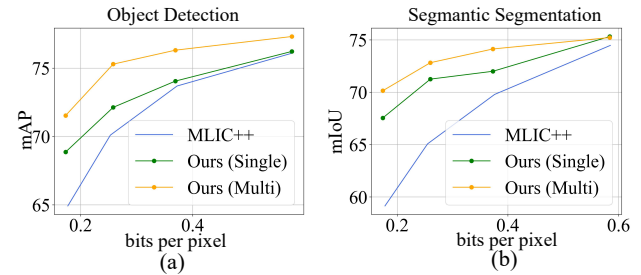 Object Detection
mAP
75
70
65
MLIC++
Ours (Single)
Ours (Multi)
0.2
0.4
bits per pixel
(a)
Segmantic Segmentation
mIoU
75
70
65
60
MLIC++
Ours (Single)
Ours (Multi)
0.2
0.4
0.6
bits per pixel
(b)